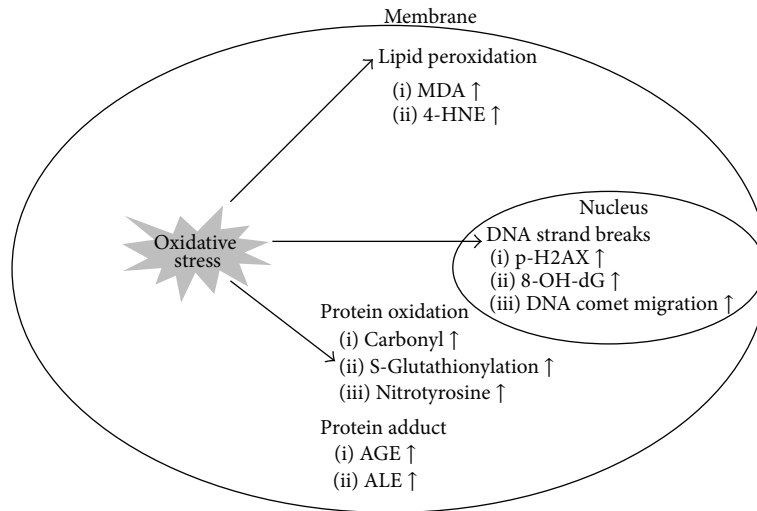 Membrane
Lipid peroxidation
(i) MDA ↑
(ii) 4-HNE ↑
Oxidative
stress
Nucleus
DNA strand breaks
(i) p-H2AX ↑
(ii) 8-OH-dG ↑
(iii) DNA comet migration ↑
Protein oxidation
(i) Carbonyl ↑
(ii) S-Glutathionylation ↑
(iii) Nitrotyrosine ↑
Protein adduct
(i) AGE ↑
(ii) ALE ↑